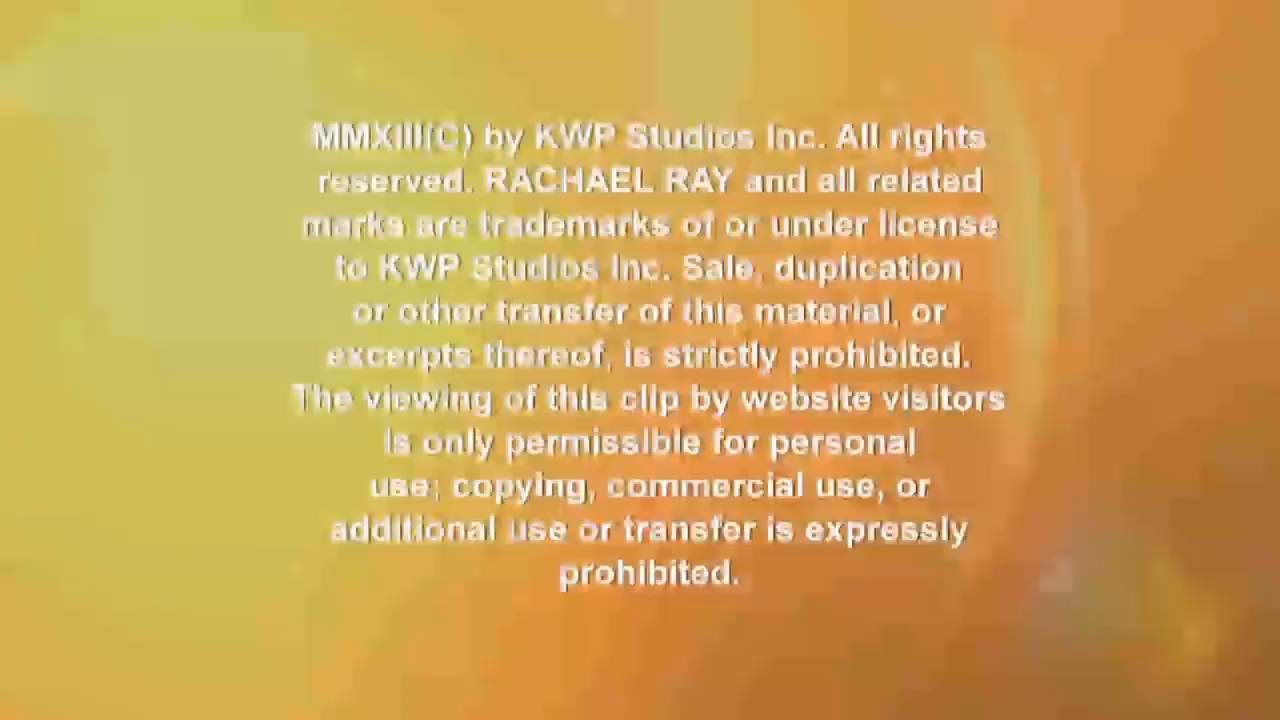 MMXIII(C) by KWP Studios Inc. All rights
reserved. RACHAEL RAY and all related
marks are trademarks of or under license
to KWP Studios Inc. Sale, duplication
or other transfer of this material, or
excerpts thereof, is strictly prohibited.
The viewing of this clip by website visitors
is only permissible for personal
use; copying, commercial use, or
additional use or transfer is expressly
prohibited.